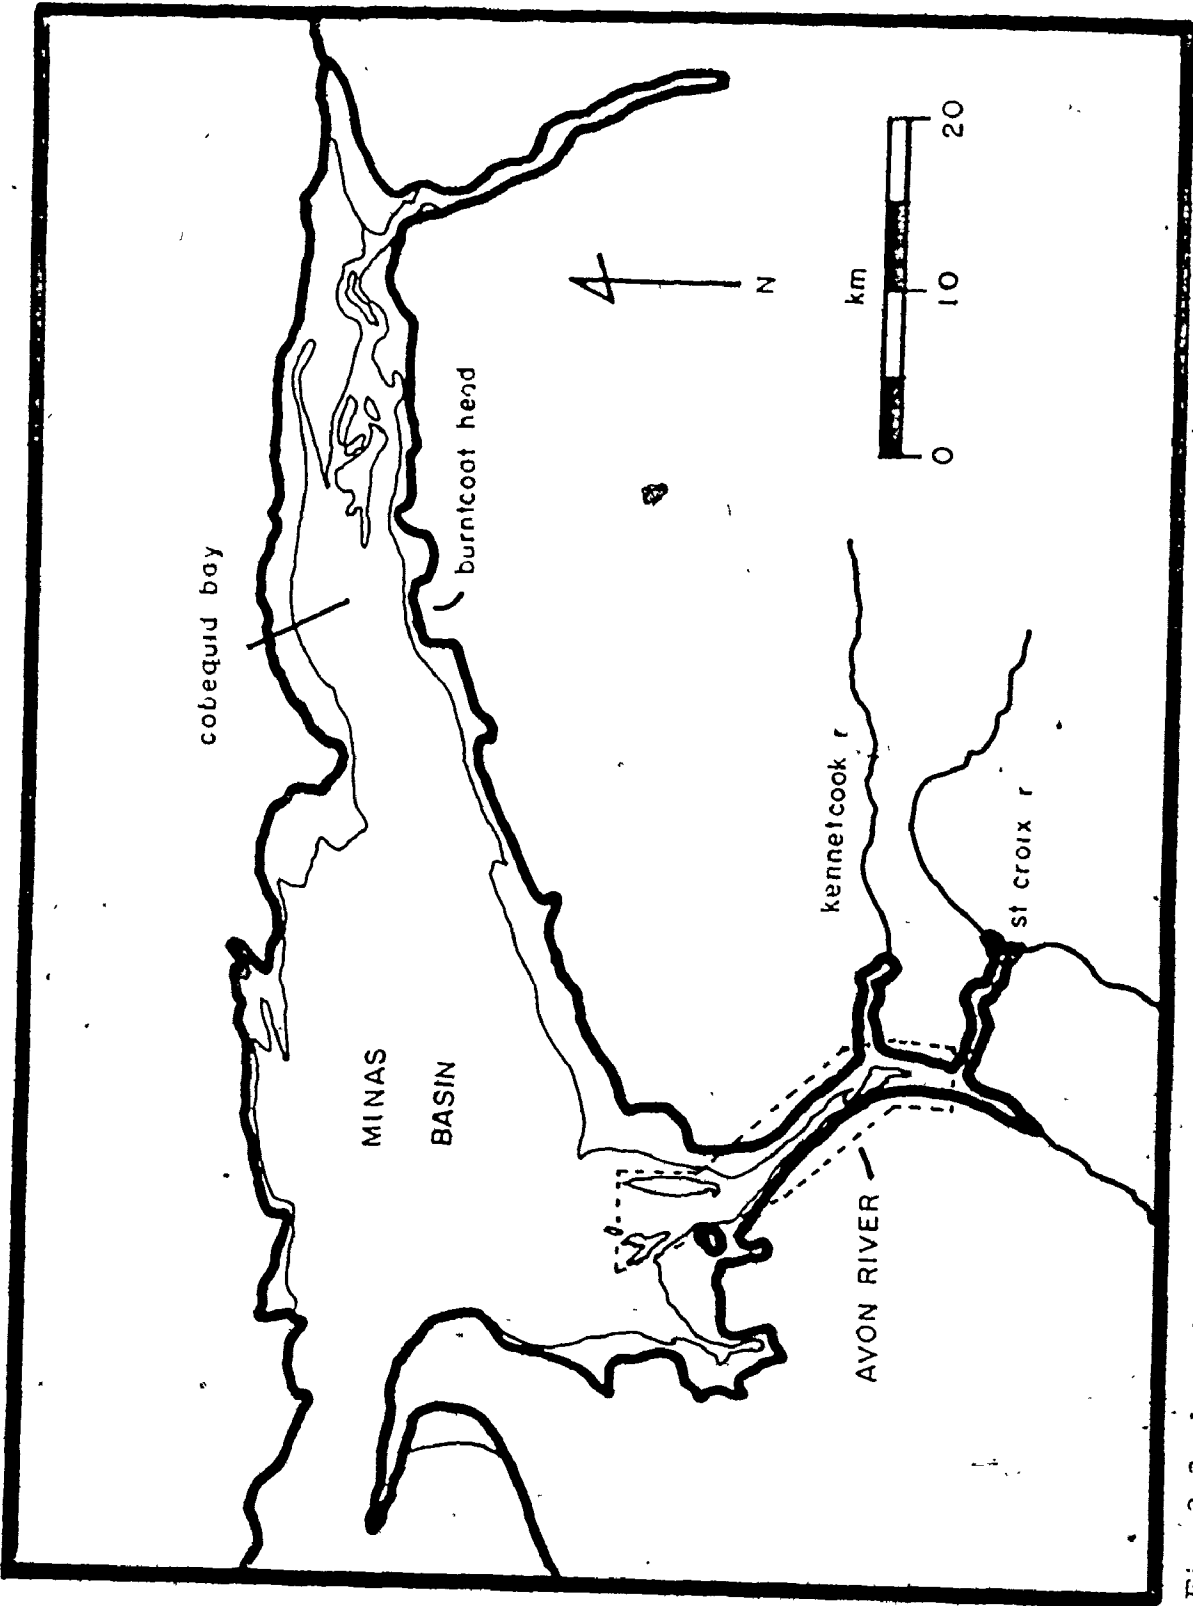 cobequid bay
burntcoat head
MINAS
BASIN
N
km
0 10 20
kennetcook r
st croix r
AVON RIVER